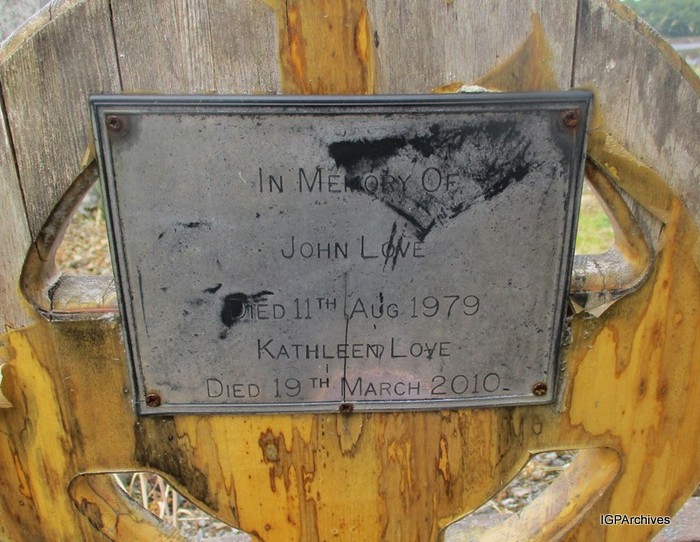 In Memory Of
John Love
Died 11th Aug 1979
Kathleen Love
Died 19th March 2010
IGPArchives